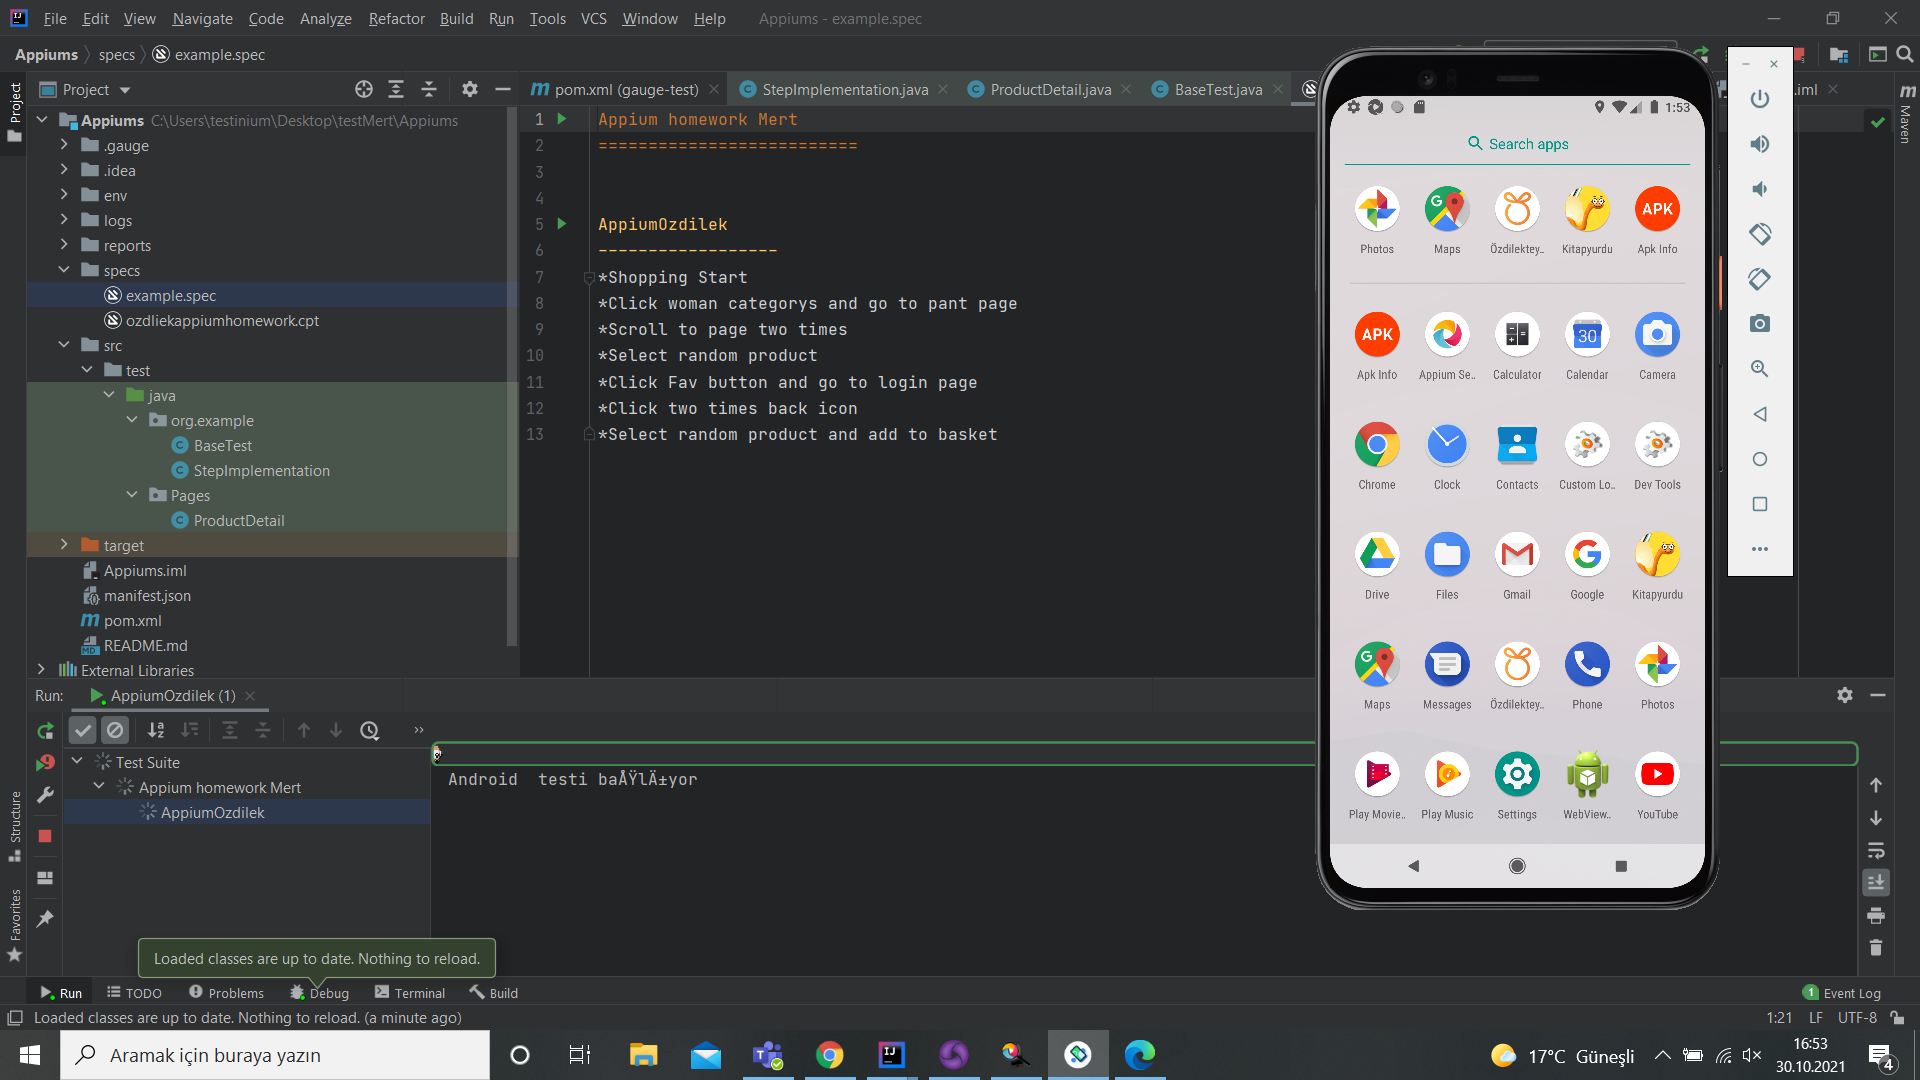 File Edit View Navigate Code Analyze Refactor Build Run Tools VCS Window Help Appiums - example.spec
Appiums specs example.spec
Project
pom.xml (gauge-test) StepImplementation.java ProductDetail.java BaseTest.java .iml
Appiums C:\Users\testinium\Desktop\testMert\Appiums
.gauge
.idea
env
logs
reports
specs
example.spec
ozdliekappiumhomework.cpt
src
test
java
org.example
BaseTest
StepImplementation
Pages
ProductDetail
target
Appiums.iml
manifest.json
pom.xml
README.md
External Libraries
Project
Structure
Favorites
Maven
1 Appium homework Mert
2 ==========================
3
4
5 AppiumOzdilek
6 ------------------
7 *Shopping Start
8 *Click woman categorys and go to pant page
9 *Scroll to page two times
10 *Select random product
11 *Click Fav button and go to login page
12 *Click two times back icon
13 *Select random product and add to basket
1:53
Search apps
Photos Maps Özdilektey.. Kitapyurdu APK Apk Info
APK Apk Info Appium Se.. Calculator 30 Calendar Camera
Chrome Clock Contacts Custom Lo.. Dev Tools
Drive Files Gmail Google Kitapyurdu
Maps Messages Özdilektey.. Phone Photos
Play Movie.. Play Music Settings WebView.. YouTube
Run: AppiumOzdilek (1)
Test Suite
Appium homework Mert
AppiumOzdilek
Android testi baÅŸlÄ±yor
Loaded classes are up to date. Nothing to reload.
Run TODO Problems Debug Terminal Build 1 Event Log
Loaded classes are up to date. Nothing to reload. (a minute ago) 1:21 LF UTF-8
Aramak için buraya yazın
17°C Güneşli
16:53
30.10.2021
4